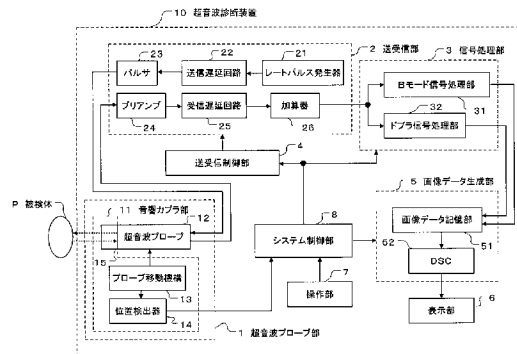 10 超音波診断装置
23 22 21 2 送受信部
パルサ 送信遅延回路 レートパルス発生器
3 信号処理部
Bモード信号処理部
31
プリアンプ 受信遅延回路 加算器
24 25 26
32
ドプラ信号処理部
4
送受信制御部
5 画像データ生成部
P 被検体
11 音響カプラ部
12
超音波プローブ
15
8
システム制御部
画像データ記憶部
52 51
DSC
プローブ移動機構
13
7
操作部
位置検出器
14
6
表示部
1 超音波プローブ部